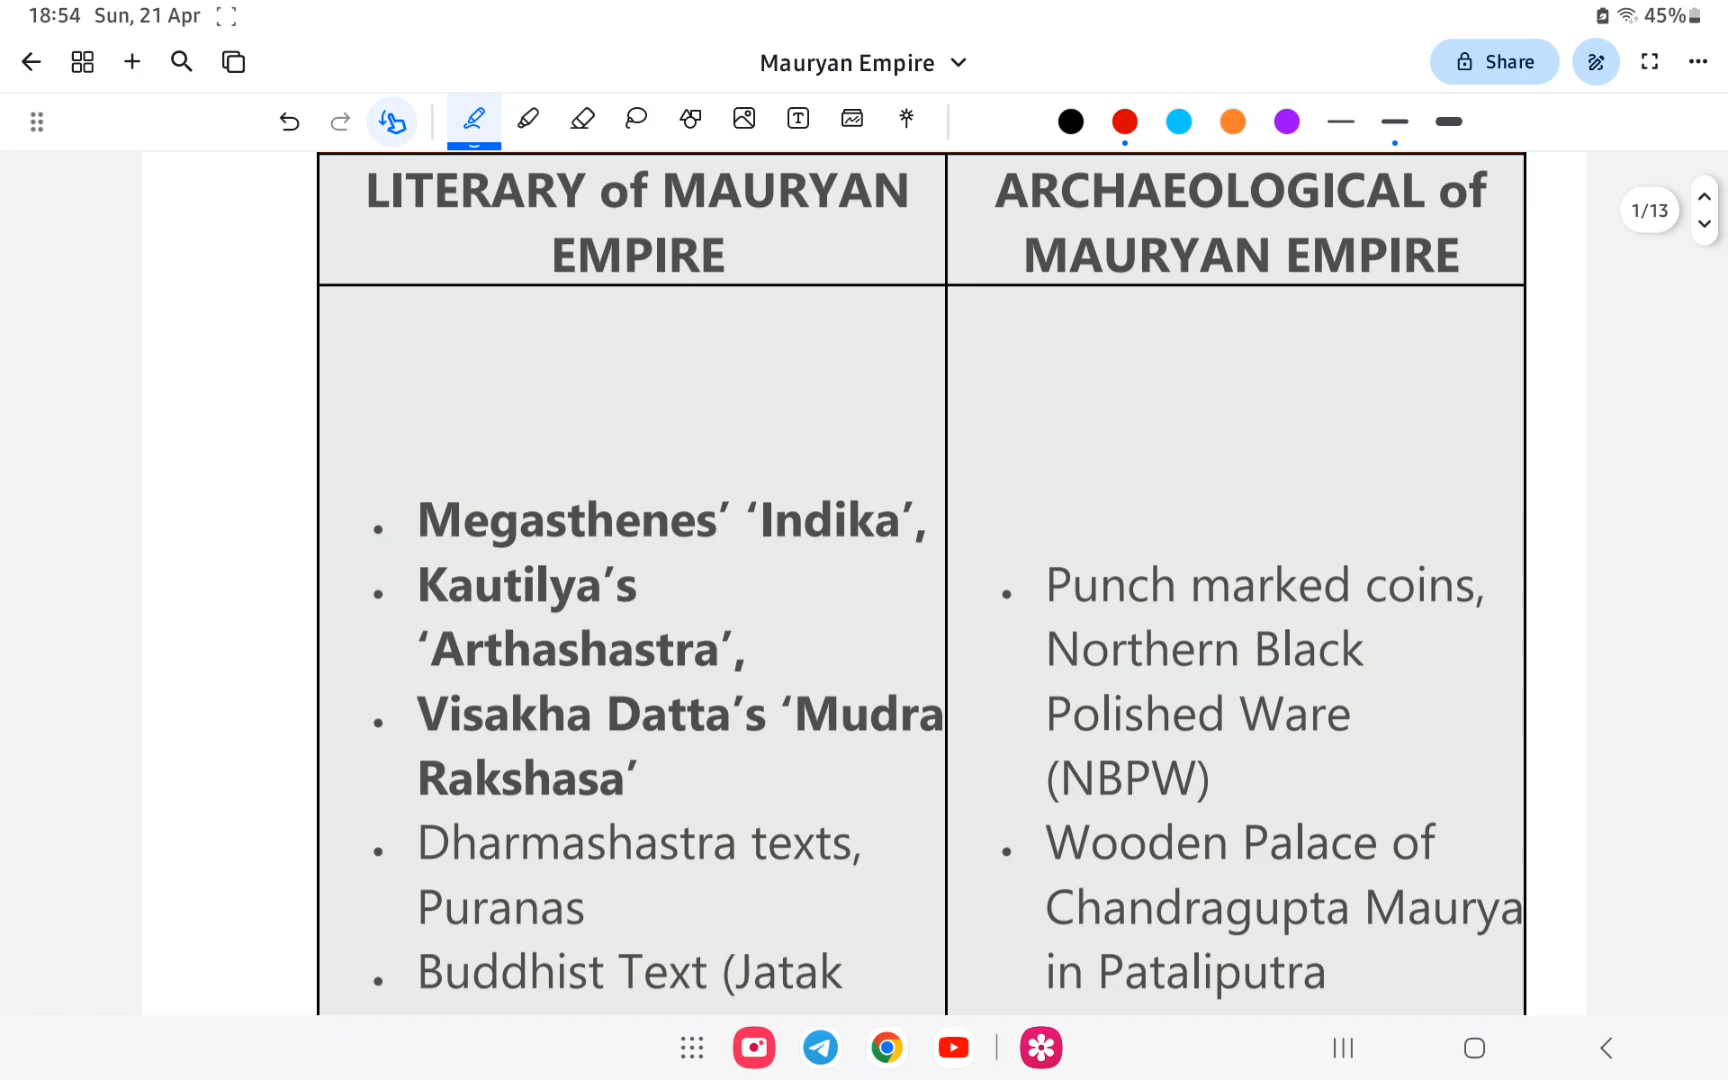 18:54 Sun, 21 Apr
45%
Mauryan Empire
Share
1/13
LITERARY of MAURYAN
EMPIRE
ARCHAEOLOGICAL of
MAURYAN EMPIRE
Megasthenes’ ‘Indika’,
Kautilya’s
‘Arthashastra’,
Visakha Datta’s ‘Mudra
Rakshasa’
Dharmashastra texts,
Puranas
Buddhist Text (Jatak
Punch marked coins,
Northern Black
Polished Ware
(NBPW)
Wooden Palace of
Chandragupta Maurya
in Pataliputra